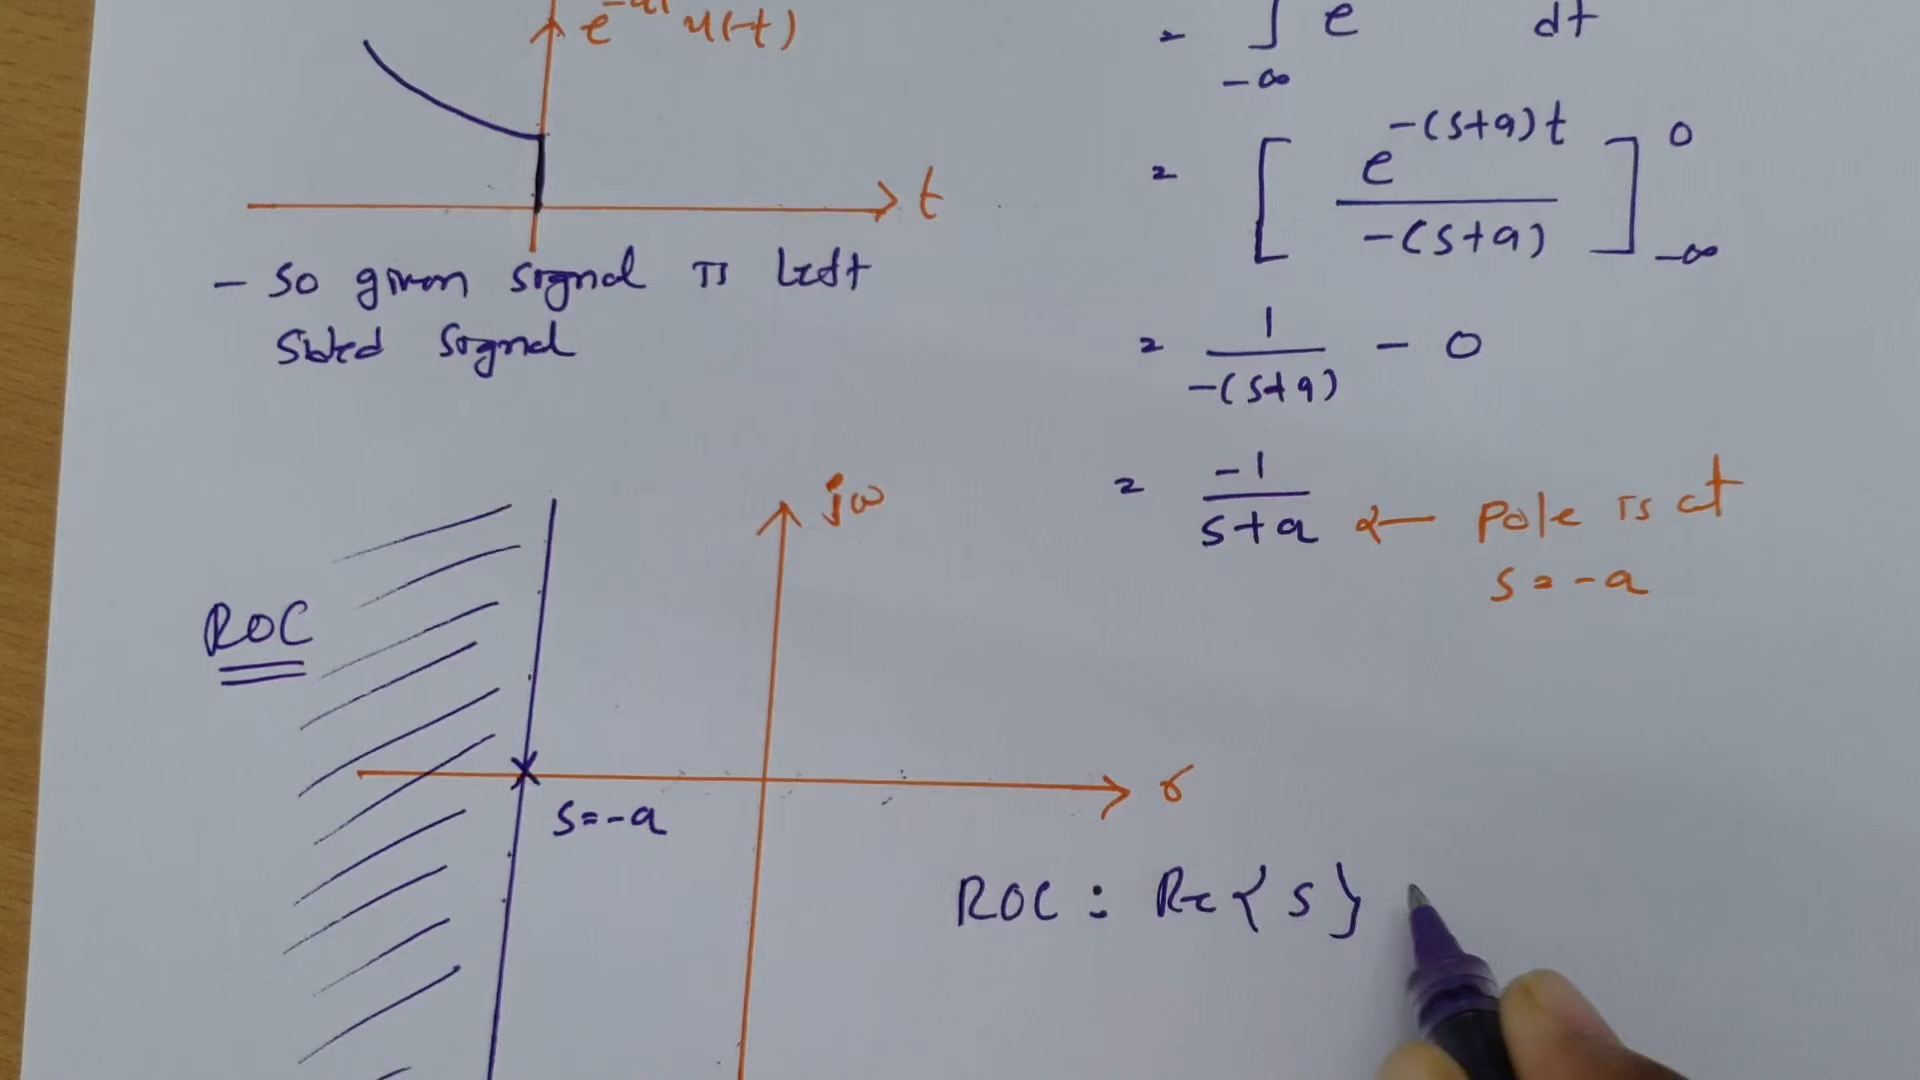 e^{-at} u(-t)
t
- So given signal is left
sided signal
= ∫_{-∞} e dt
= [ e^{-(s+a)t} / -(s+a) ]_{-∞}^{0}
= 1 / -(s+a) - 0
= -1 / s+a ← pole is at
s = -a
jω
ROC
s=-a
σ
ROC : Re{s}